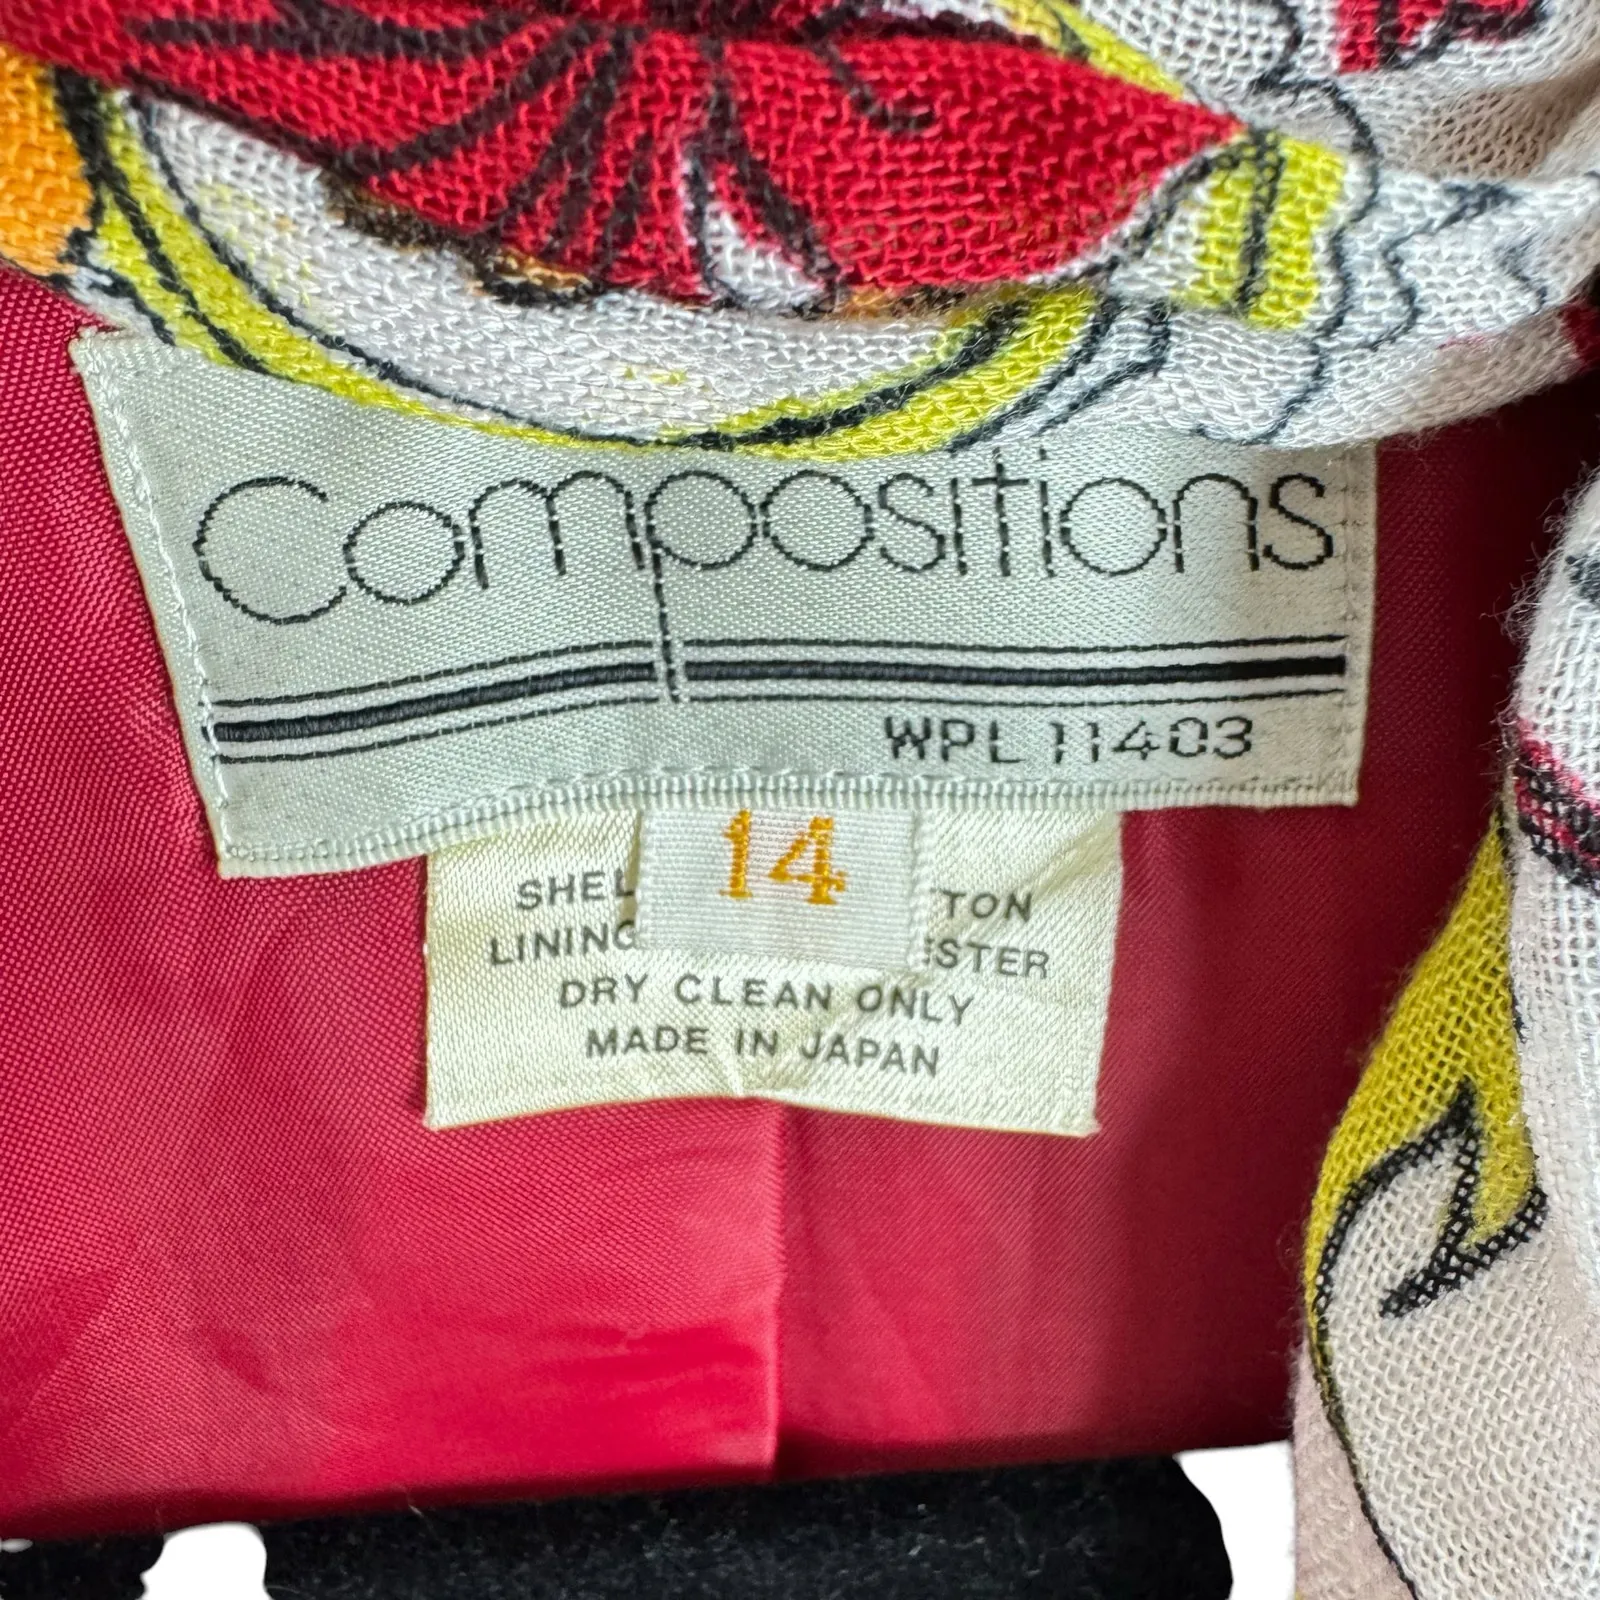 Compositions
WPL 11403
14
SHEL TON
LINING ESTER
DRY CLEAN ONLY
MADE IN JAPAN